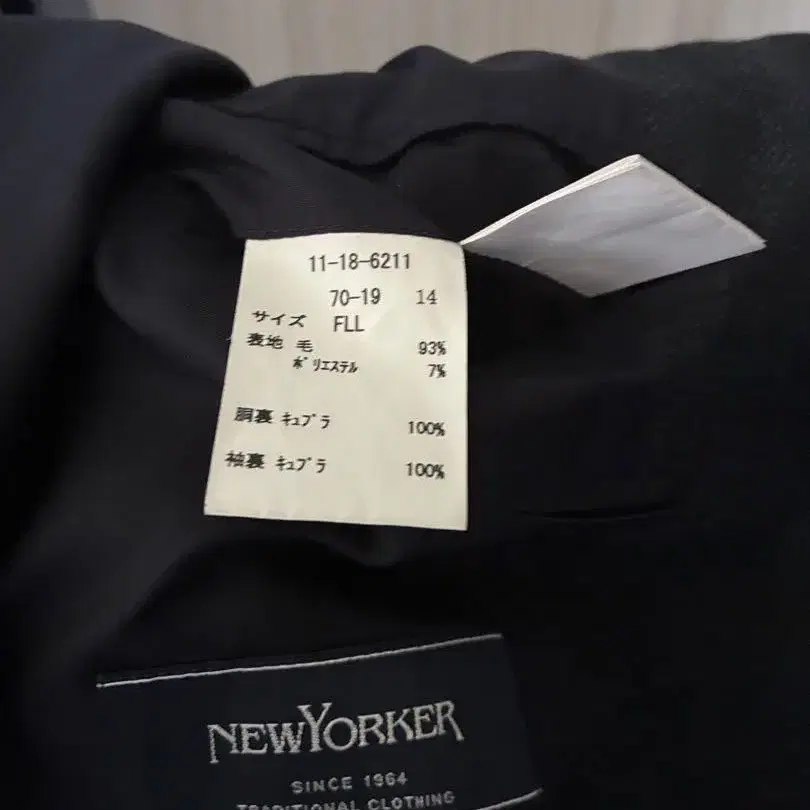 11-18-6211
70-19 14
サイズ FLL
表地 毛 93%
ポリエステル 7%
胴裏 キュプラ 100%
袖裏 キュプラ 100%
NEWYORKER
SINCE 1964
TRADITIONAL CLOTHING